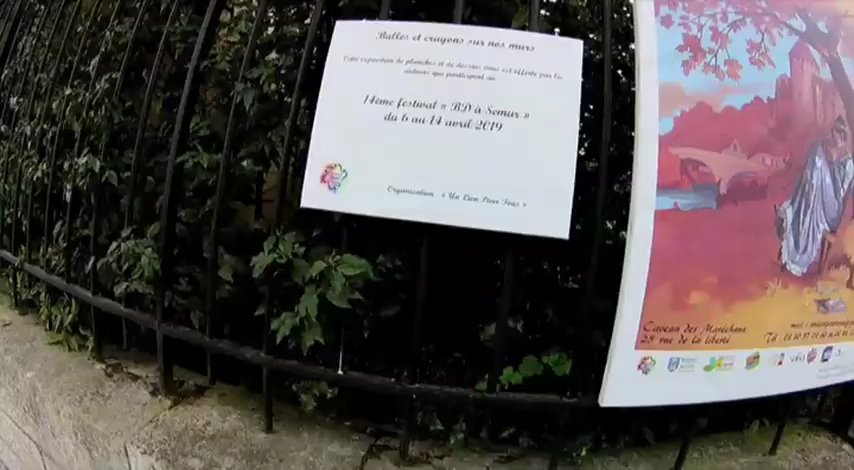 Bulles et crayons sur nos murs
Cette exposition de planches et de dessins vous est offerte par les
auteurs qui participent au
14ème festival « BD à Semur »
du 6 au 14 avril 2019
Organisation « Un Lien Pour Tous »
Caveau des Maréchaux
28 rue de la liberté